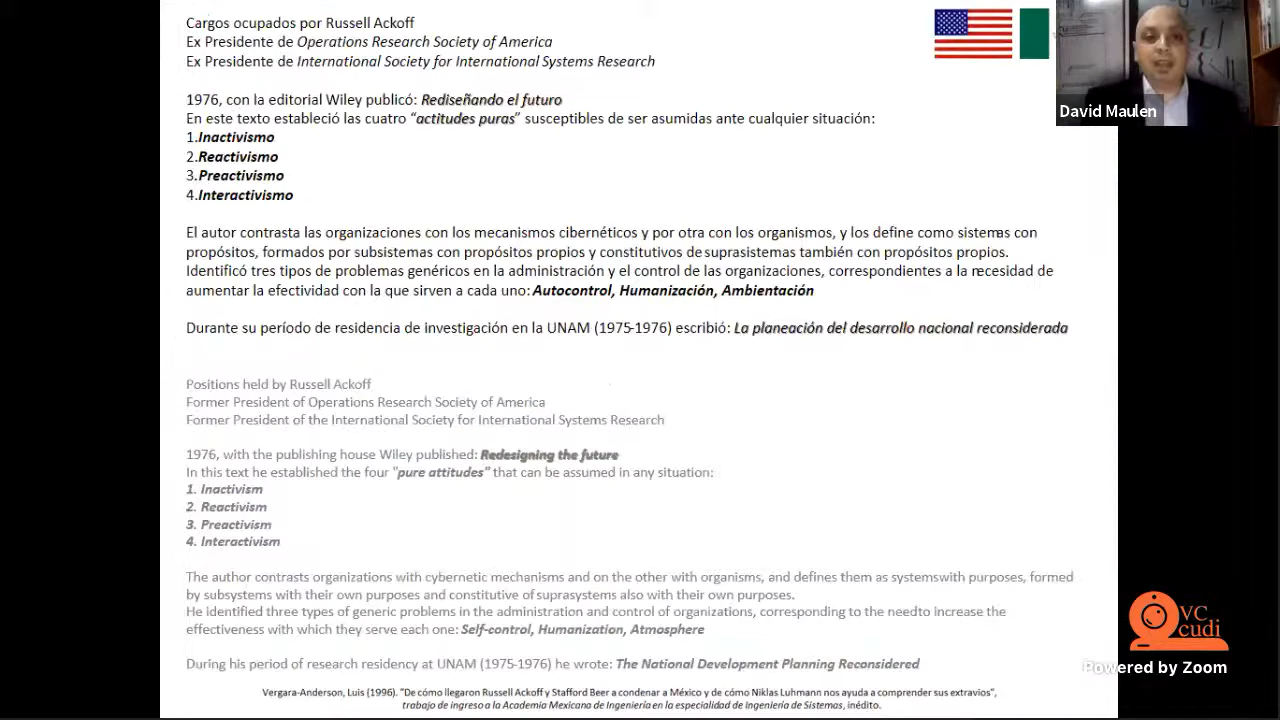 Cargos ocupados por Russell Ackoff
Ex Presidente de Operations Research Society of America
Ex Presidente de International Society for International Systems Research
1976, con la editorial Wiley publicó: Rediseñando el futuro
En este texto estableció las cuatro “actitudes puras” susceptibles de ser asumidas ante cualquier situación:
1.Inactivismo
2.Reactivismo
3.Preactivismo
4.Interactivismo
El autor contrasta las organizaciones con los mecanismos cibernéticos y por otra con los organismos, y los define como sistemas con
propósitos, formados por subsistemas con propósitos propios y constitutivos de suprasistemas también con propósitos propios.
Identificó tres tipos de problemas genéricos en la administración y el control de las organizaciones, correspondientes a la necesidad de
aumentar la efectividad con la que sirven a cada uno: Autocontrol, Humanización, Ambientación
Durante su período de residencia de investigación en la UNAM (1975-1976) escribió: La planeación del desarrollo nacional reconsiderada
Positions held by Russell Ackoff
Former President of Operations Research Society of America
Former President of the International Society for International Systems Research
1976, with the publishing house Wiley published: Redesigning the future
In this text he established the four "pure attitudes" that can be assumed in any situation:
1. Inactivism
2. Reactivism
3. Preactivism
4. Interactivism
The author contrasts organizations with cybernetic mechanisms and on the other with organisms, and defines them as systemswith purposes, formed
by subsystems with their own purposes and constitutive of suprasystems also with their own purposes.
He identified three types of generic problems in the administration and control of organizations, corresponding to the needto increase the
effectiveness with which they serve each one: Self-control, Humanization, Atmosphere
During his period of research residency at UNAM (1975-1976) he wrote: The National Development Planning Reconsidered
Vergara-Anderson, Luis (1996). “De cómo llegaron Russell Ackoff y Stafford Beer a condenar a México y de cómo Niklas Luhmann nos ayuda a comprender sus extravios”,
trabajo de ingreso a la Academia Mexicana de Ingeniería en la especialidad de Ingeniería de Sistemas, inédito.
David Maulen
VC
cudi
Powered by Zoom